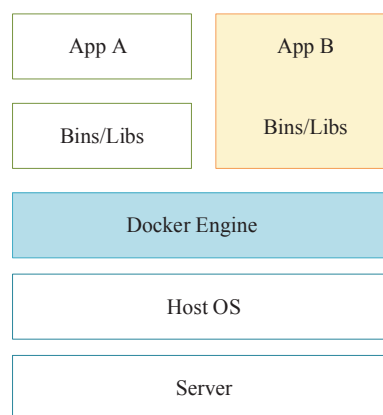 App A
App B
Bins/Libs
Bins/Libs
Docker Engine
Host OS
Server